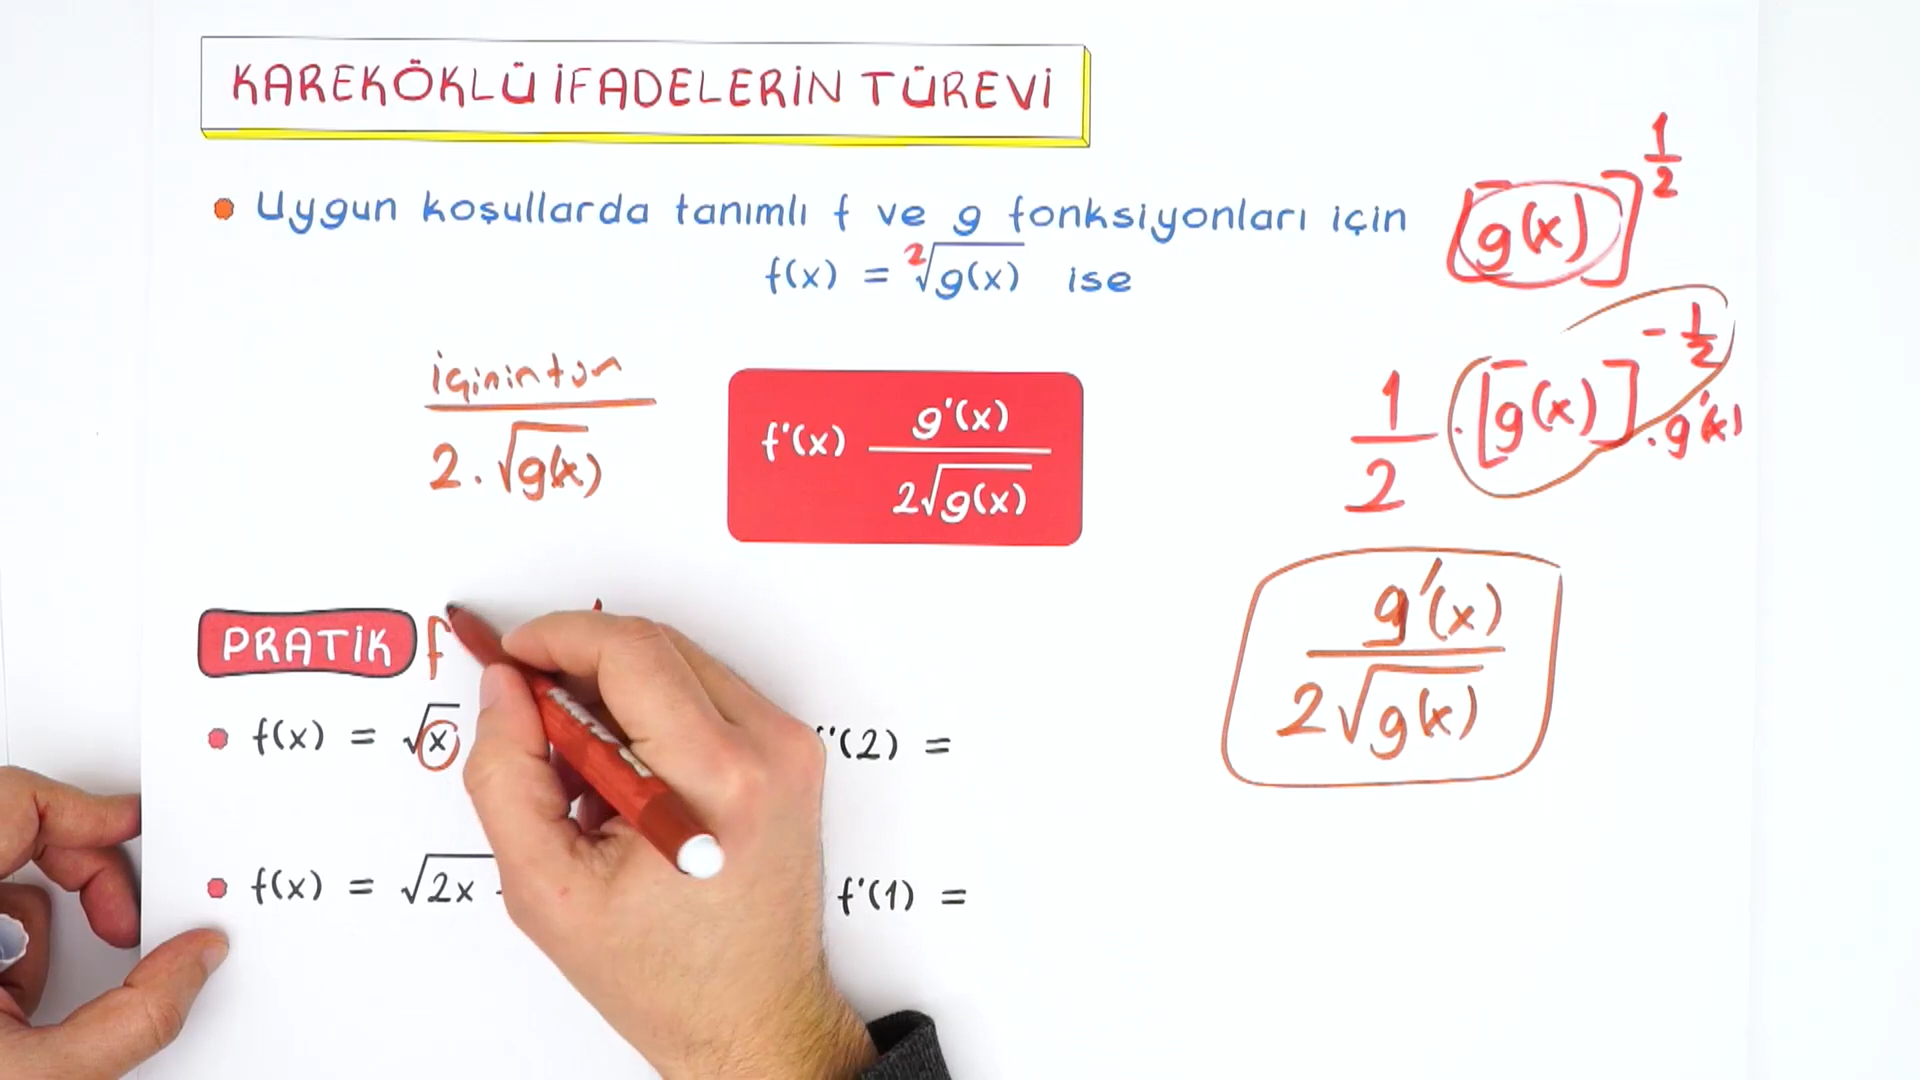 KAREKÖKLÜ İFADELERİN TÜREVİ
Uygun koşullarda tanımlı f ve g fonksiyonları için
f(x) = ²√g(x) ise
[g(x)]^(1/2)
1/2 · [g(x)]^(-1/2) · g'(x)
içinin tür
2 · √g(x)
f'(x) g'(x)
2√g(x)
g'(x)
2√g(x)
PRATİK f
f(x) = √x
'(2) =
f(x) = √2x
f'(1) =